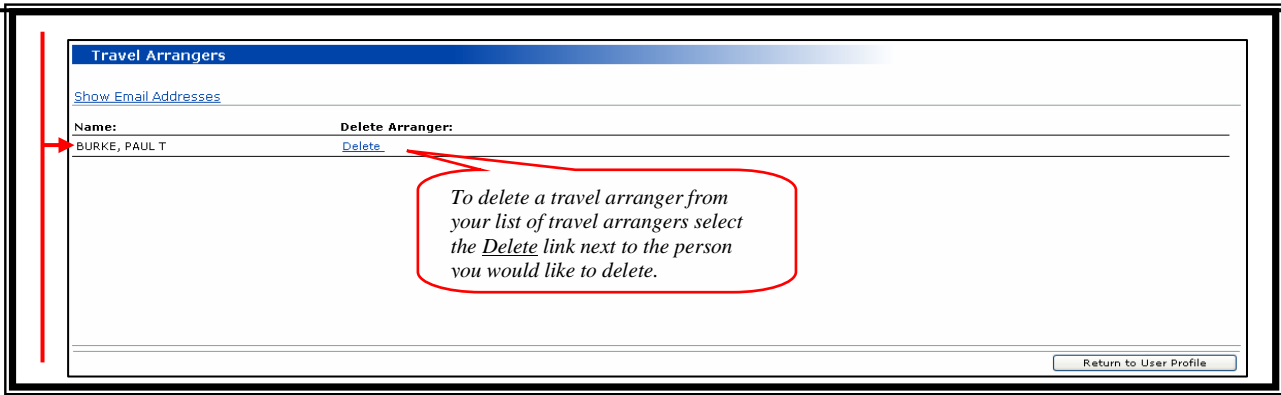 Travel Arrangers
Show Email Addresses
Name: Delete Arranger:
BURKE, PAUL T Delete
To delete a travel arranger from
your list of travel arrangers select
the Delete link next to the person
you would like to delete.
Return to User Profile